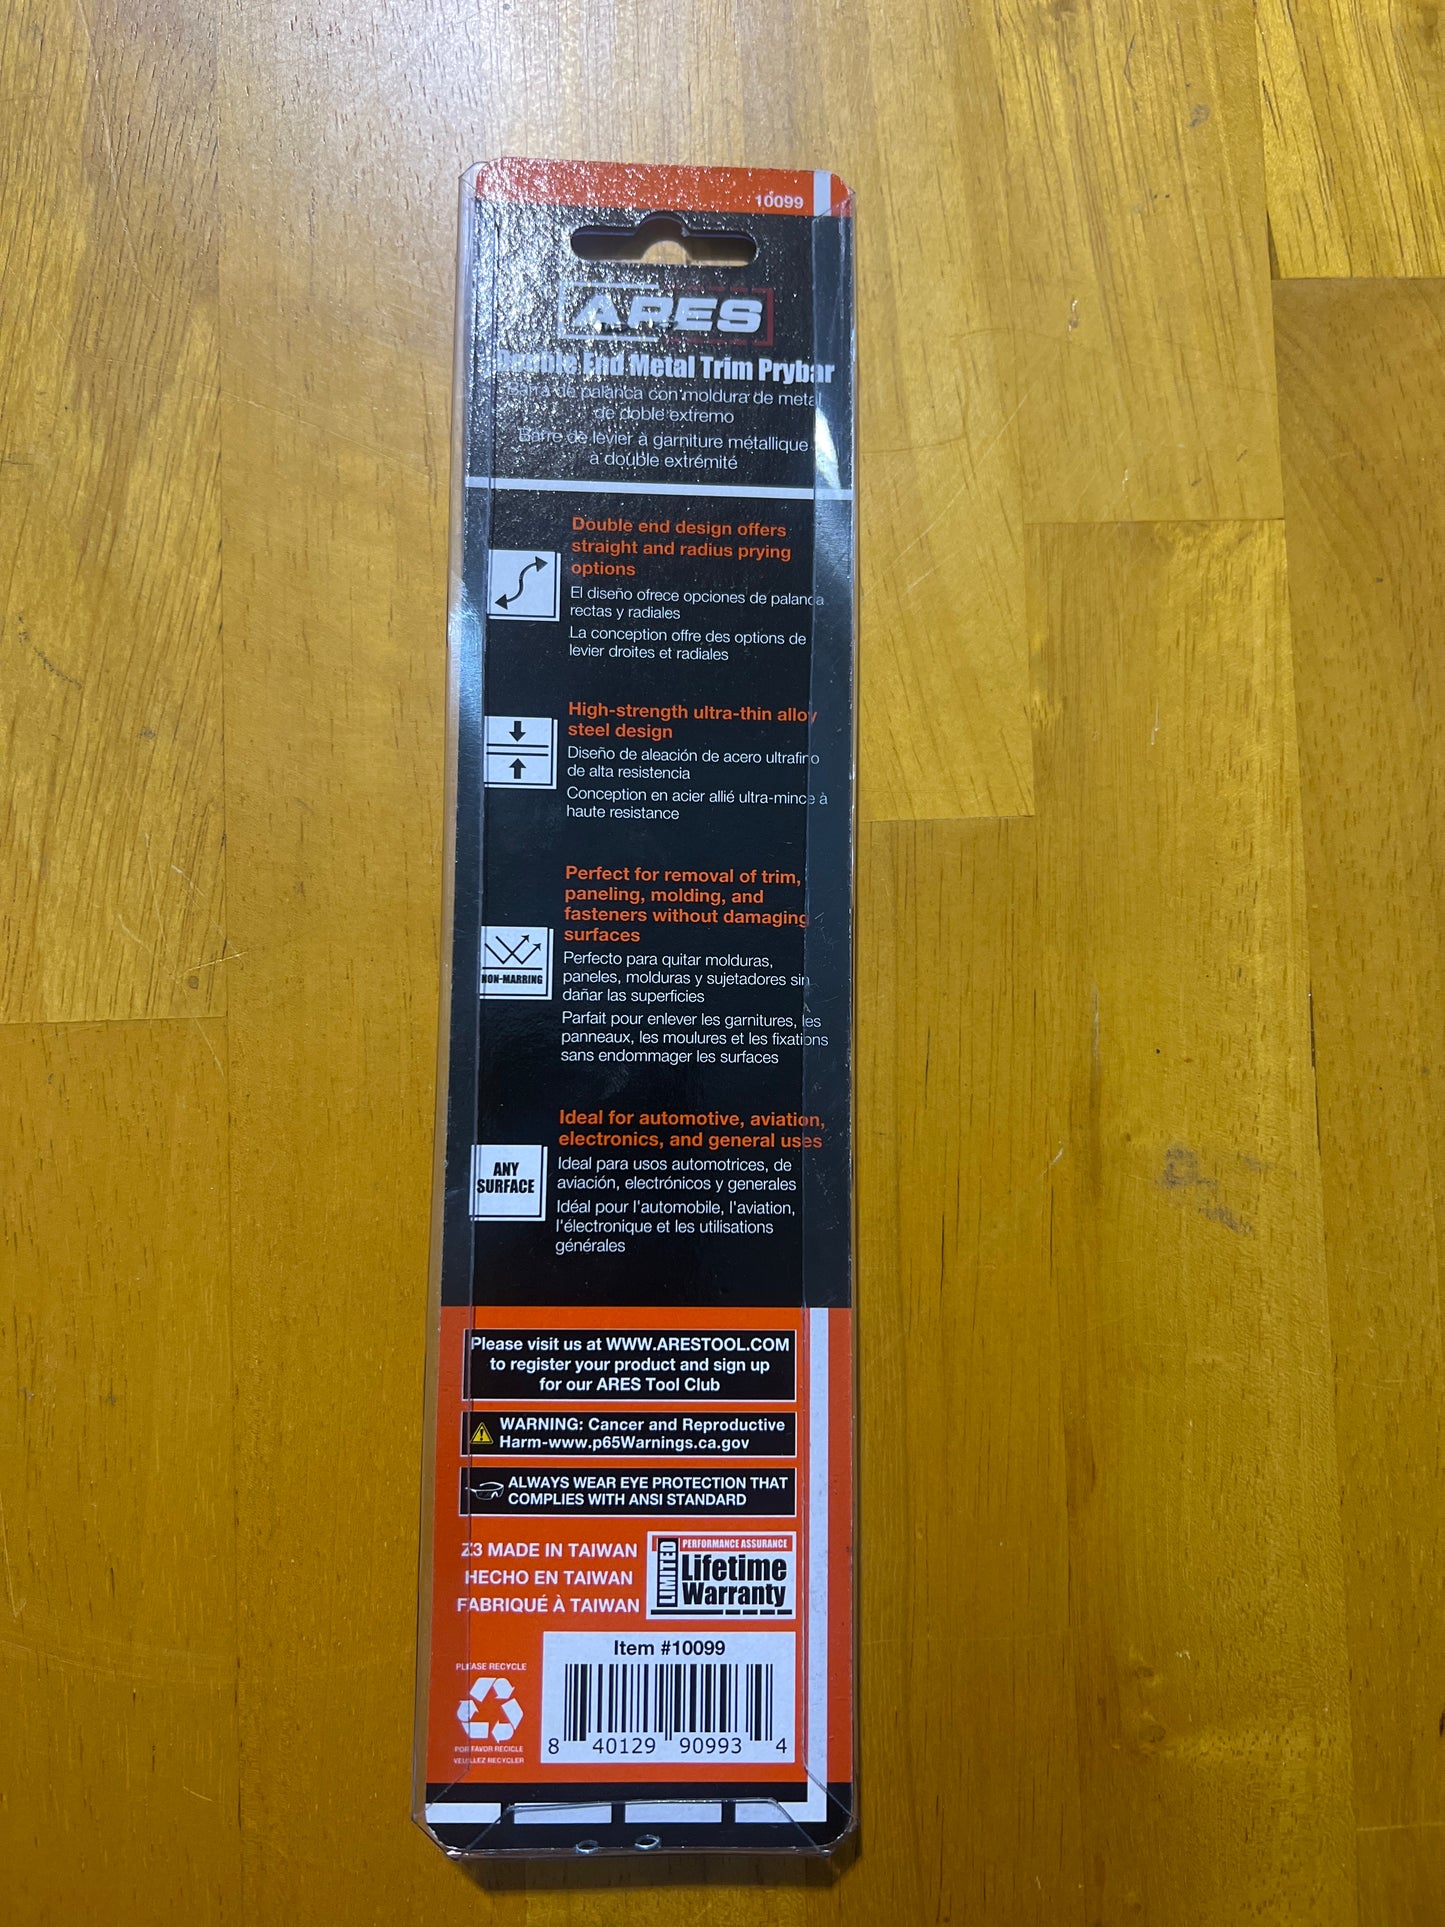 10099
ARES
Double End Metal Trim Prybar
Barra de palanca con moldura de metal
de doble extremo
Barre de levier à garniture métallique
à double extrémité
Double end design offers
straight and radius prying
options
El diseño ofrece opciones de palanca
rectas y radiales
La conception offre des options de
levier droites et radiales
High-strength ultra-thin alloy
steel design
Diseño de aleación de acero ultrafino
de alta resistencia
Conception en acier allié ultra-mince à
haute resistance
Perfect for removal of trim,
paneling, molding, and
fasteners without damaging
surfaces
NON-MARRING
Perfecto para quitar molduras,
paneles, molduras y sujetadores sin
dañar las superficies
Parfait pour enlever les garnitures, les
panneaux, les moulures et les fixations
sans endommager les surfaces
Ideal for automotive, aviation,
electronics, and general uses
ANY
SURFACE
Ideal para usos automotrices, de
aviación, electrónicos y generales
Idéal pour l'automobile, l'aviation,
l'électronique et les utilisations
générales
Please visit us at WWW.ARESTOOL.COM
to register your product and sign up
for our ARES Tool Club
WARNING: Cancer and Reproductive
Harm-www.p65Warnings.ca.gov
ALWAYS WEAR EYE PROTECTION THAT
COMPLIES WITH ANSI STANDARD
Z3 MADE IN TAIWAN
HECHO EN TAIWAN
FABRIQUÉ À TAIWAN
LIMITED
PERFORMANCE ASSURANCE
Lifetime
Warranty
Item #10099
8 40129 90993 4
PLEASE RECYCLE
POR FAVOR RECICLE
VEUILLEZ RECYCLER